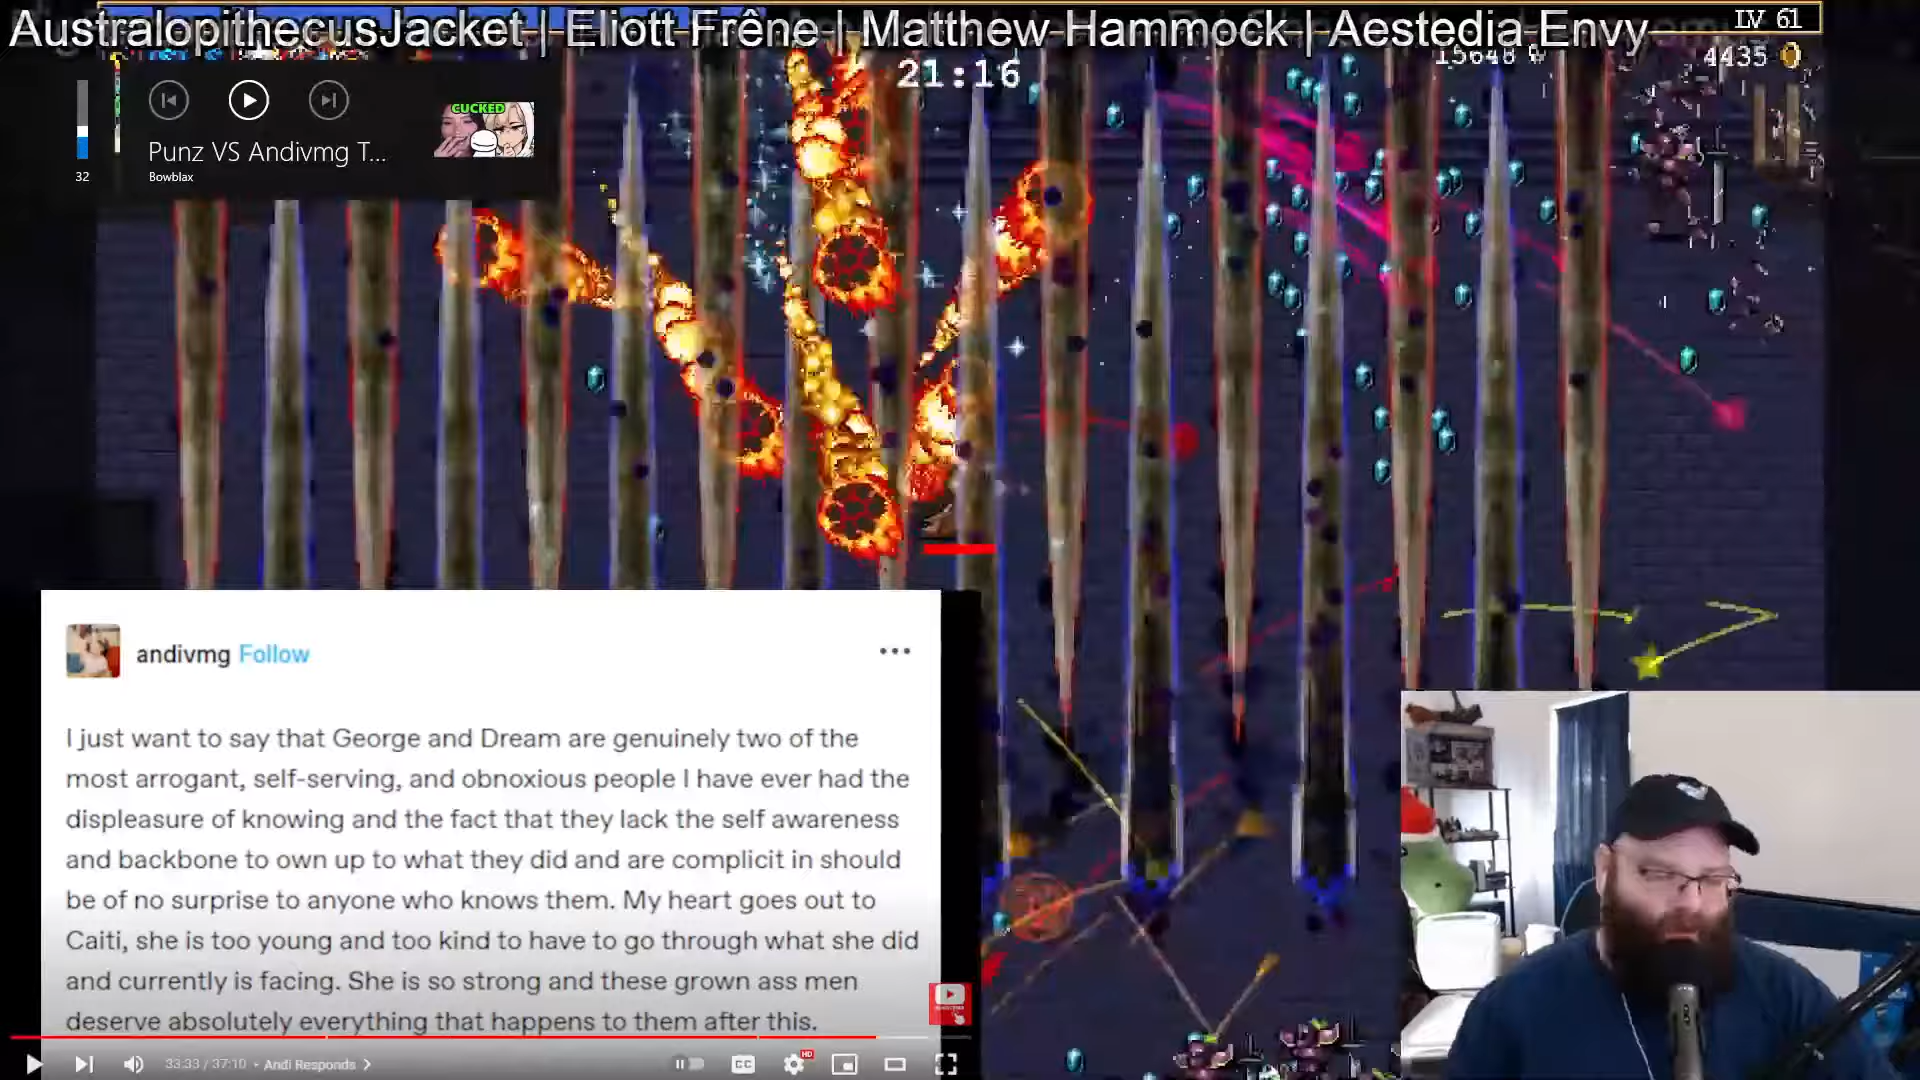 AustralopithecusJacket | Eliott Frêne | Matthew Hammock | Aestedia Envy
LV 61
15648
4435
21:16
CUCKED
Punz VS Andivmg T...
Bowblax
32
andivmg Follow
I just want to say that George and Dream are genuinely two of the
most arrogant, self-serving, and obnoxious people I have ever had the
displeasure of knowing and the fact that they lack the self awareness
and backbone to own up to what they did and are complicit in should
be of no surprise to anyone who knows them. My heart goes out to
Caiti, she is too young and too kind to have to go through what she did
and currently is facing. She is so strong and these grown ass men
deserve absolutely everything that happens to them after this.
33:33 / 37:10 • Andi Responds
CC
HD